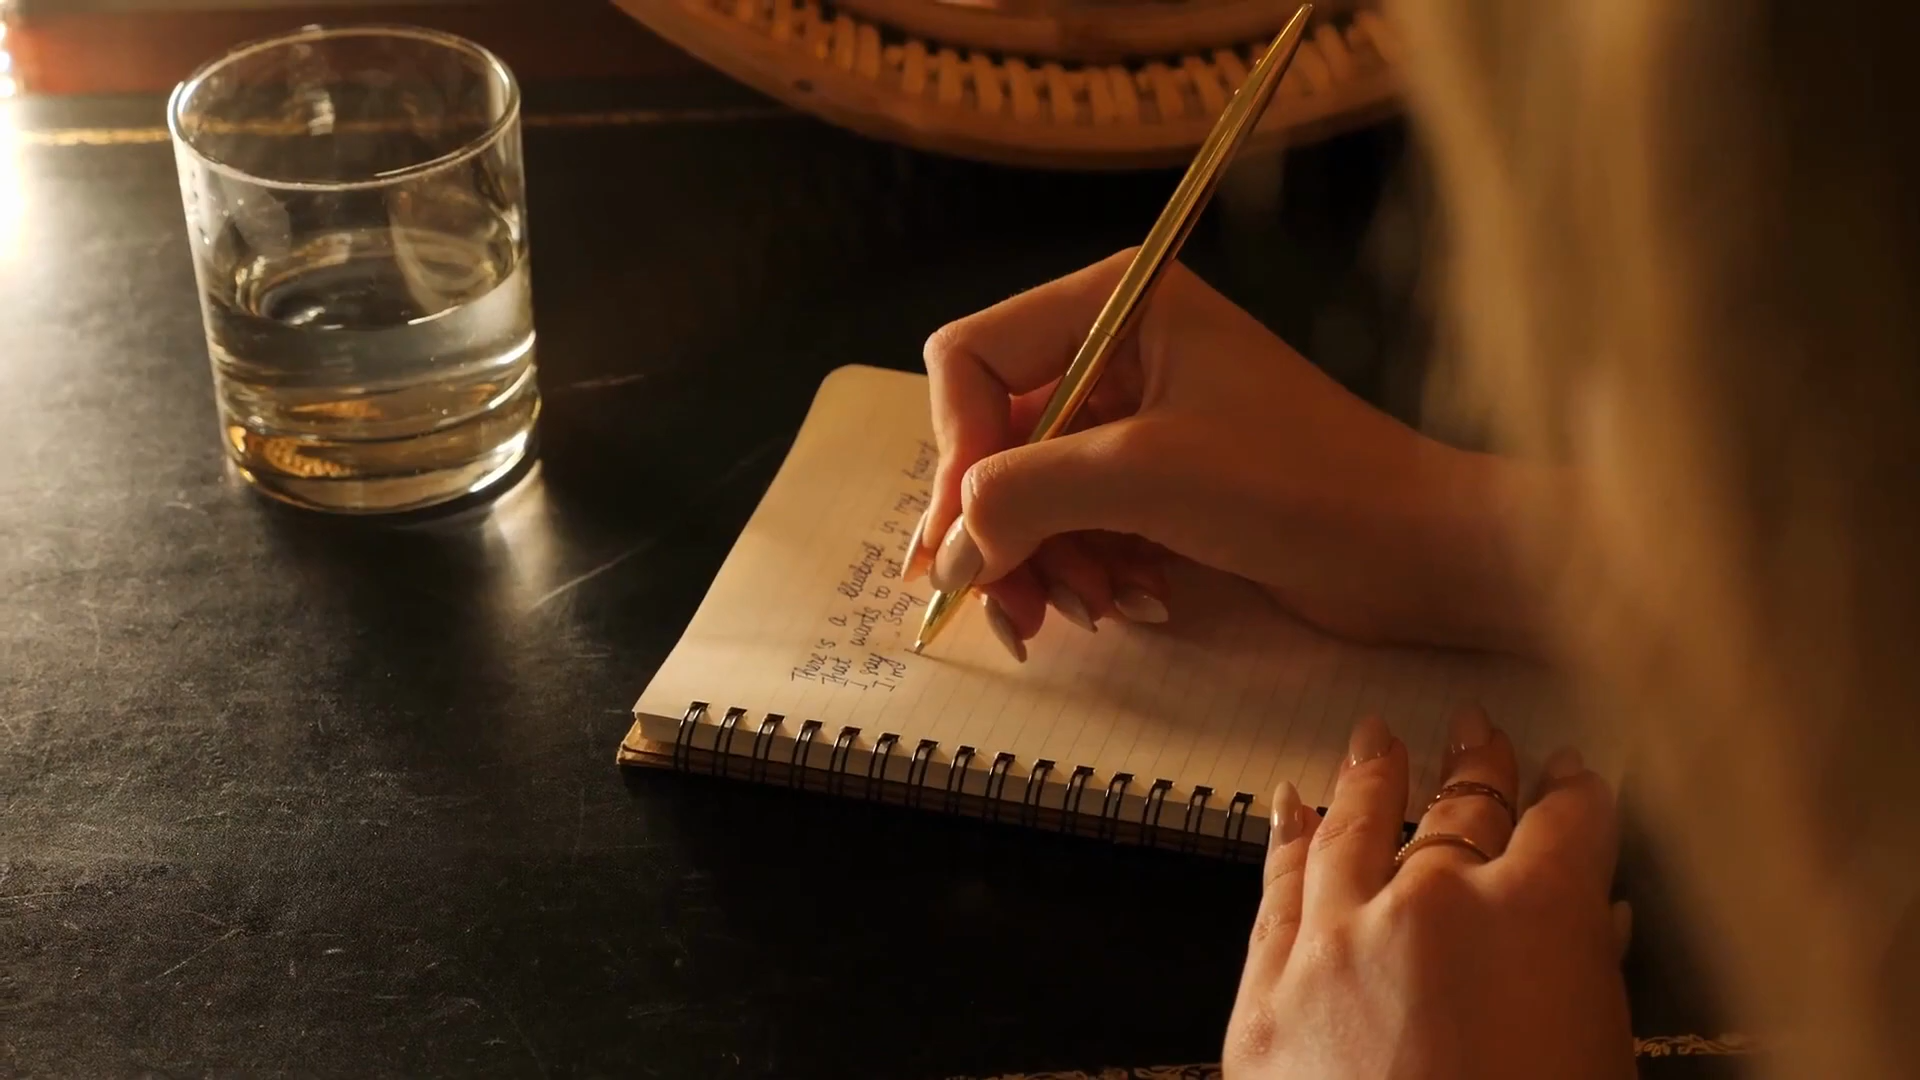 There's a bluebird in my heart
that wants to get out
I say, stay
I'm